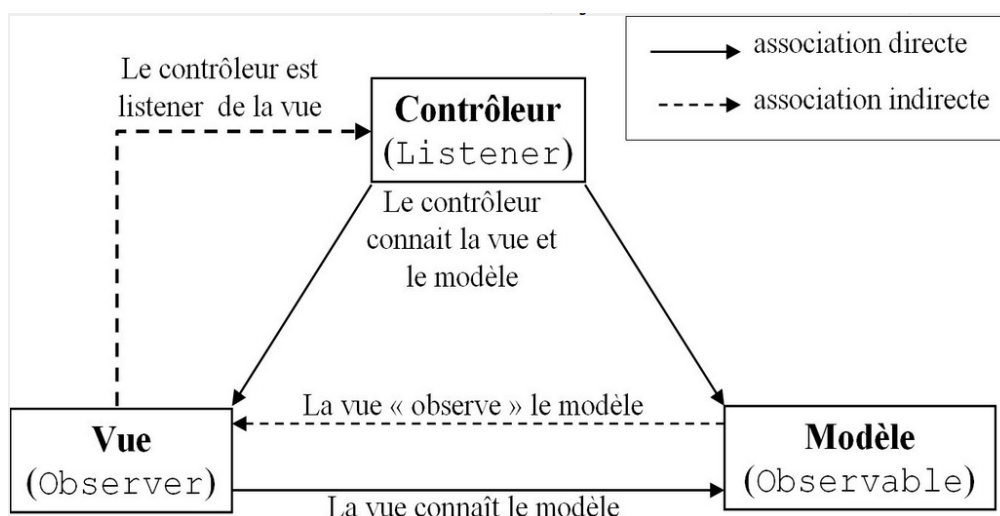 association directe
association indirecte
Le contrôleur est
listener de la vue
Contrôleur
(Listener)
Le contrôleur
connait la vue et
le modèle
La vue « observe » le modèle
Vue
(Observer)
Modèle
(Observable)
La vue connaît le modèle